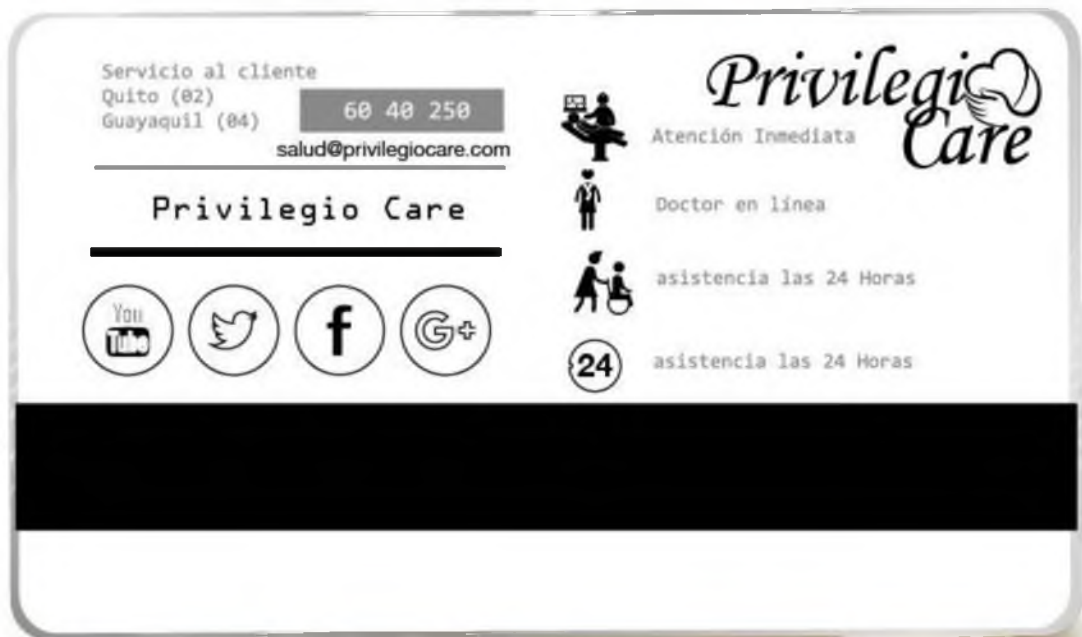 Servicio al cliente
Quito (02)
Guayaquil (04)
60 40 250
salud@privilegiocare.com
Privilegio Care
You
Tube
f
G+
Privilegio
Care
Atención Inmediata
Doctor en línea
asistencia las 24 Horas
24
asistencia las 24 Horas